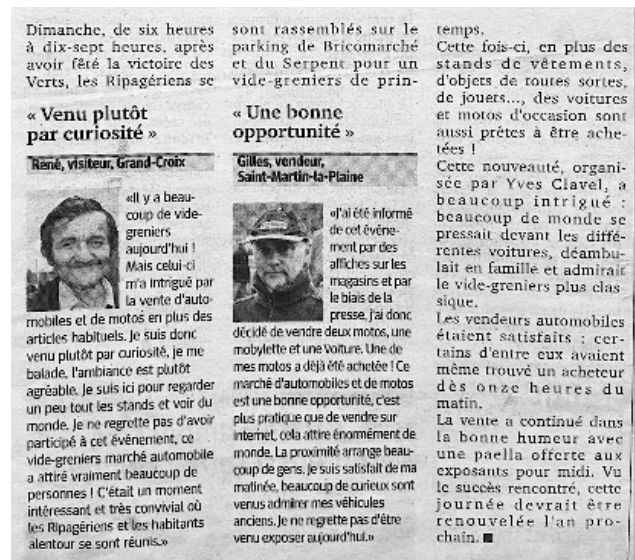 Dimanche, de six heures
à dix-sept heures, après
avoir fêté la victoire des
Verts, les Ripagériens se
sont rassemblés sur le
parking de Bricomarché
et du Serpent pour un
vide-greniers de prin-
temps.
Cette fois-ci, en plus des
stands de vêtements,
d'objets de toutes sortes,
de jouets..., des voitures
et motos d'occasion sont
aussi prêtes à être ache-
tées !
Cette nouveauté, organi-
sée par Yves Clavel, a
beaucoup intrigué :
beaucoup de monde se
pressait devant les diffé-
rentes voitures, déambu-
lait en famille et admirait
le vide-greniers plus clas-
sique.
Les vendeurs automobiles
étaient satisfaits : cer-
tains d'entre eux avaient
même trouvé un acheteur
dès onze heures du
matin.
La vente a continué dans
la bonne humeur avec
une paella offerte aux
exposants pour midi. Vu
le succès rencontré, cette
journée devrait être
renouvelée l'an pro-
chain. ■
« Venu plutôt
par curiosité »
René, visiteur, Grand-Croix
«Il y a beau-
coup de vide-
greniers
aujourd'hui !
Mais celui-ci
m'a intrigué par
la vente d'auto-
mobiles et de motos en plus des
articles habituels. Je suis donc
venu plutôt par curiosité, je me
balade, l'ambiance est plutôt
agréable. Je suis ici pour regarder
un peu tout les stands et voir du
monde. Je ne regrette pas d'avoir
participé à cet événement, ce
vide-greniers marché automobile
a attiré vraiment beaucoup de
personnes ! C'était un moment
intéressant et très convivial où
les Ripagériens et les habitants
alentour se sont réunis.»
« Une bonne
opportunité »
Gilles, vendeur,
Saint-Martin-la-Plaine
«J'ai été informé
de cet événe-
ment par des
affiches sur les
magasins et par
le biais de la
presse, j'ai donc
décidé de vendre deux motos, une
mobylette et une Voiture. Une de
mes motos a déjà été achetée ! Ce
marché d'automobiles et de motos
est une bonne opportunité, c'est
plus pratique que de vendre sur
internet, cela attire énormément de
monde. La proximité arrange beau-
coup de gens. Je suis satisfait de ma
matinée, beaucoup de curieux sont
venus admirer mes véhicules
anciens. Je ne regrette pas d'être
venu exposer aujourd'hui.»